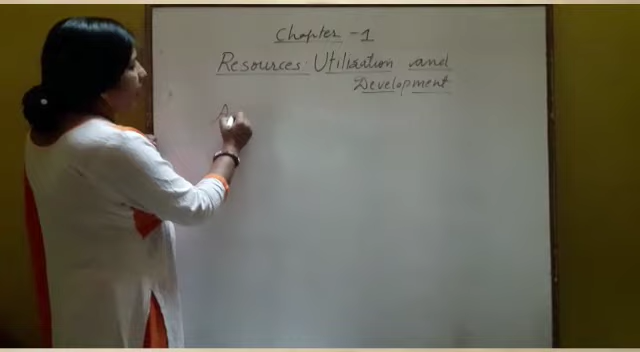 Chapter - 1
Resources: Utilization and
Development
A